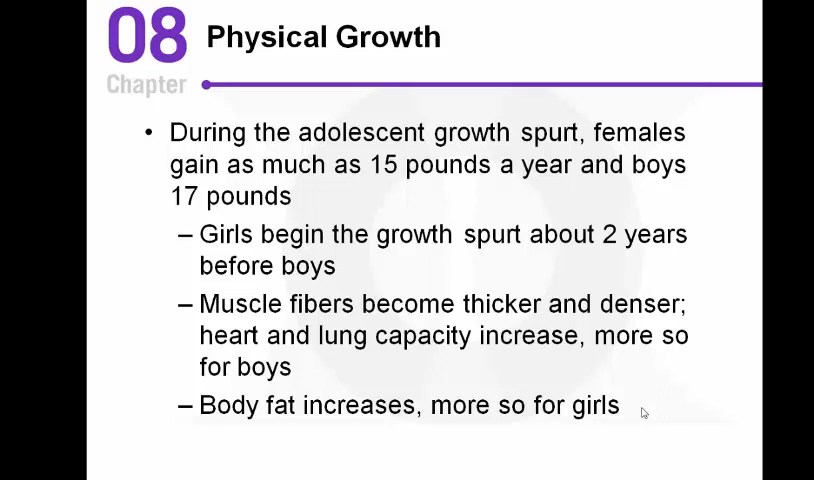 08
Chapter
Physical Growth
• During the adolescent growth spurt, females
gain as much as 15 pounds a year and boys
17 pounds
– Girls begin the growth spurt about 2 years
before boys
– Muscle fibers become thicker and denser;
heart and lung capacity increase, more so
for boys
– Body fat increases, more so for girls